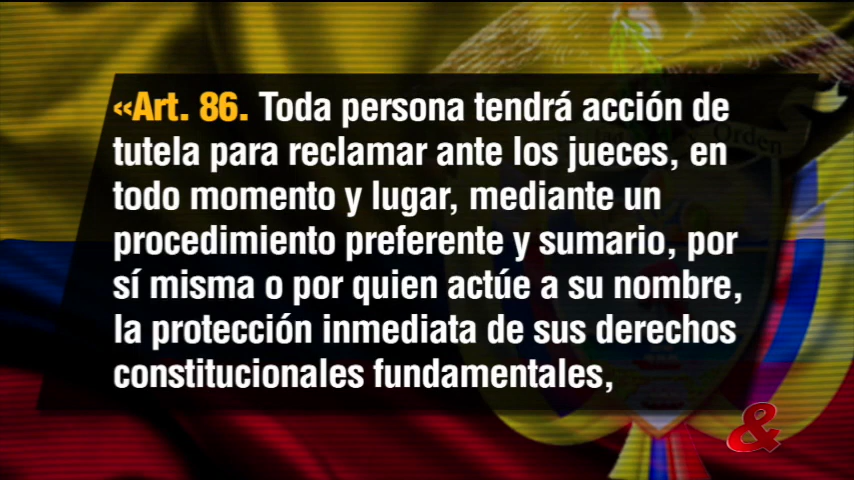 «Art. 86. Toda persona tendrá acción de
tutela para reclamar ante los jueces, en
todo momento y lugar, mediante un
procedimiento preferente y sumario, por
sí misma o por quien actúe a su nombre,
la protección inmediata de sus derechos
constitucionales fundamentales,
Orden
&